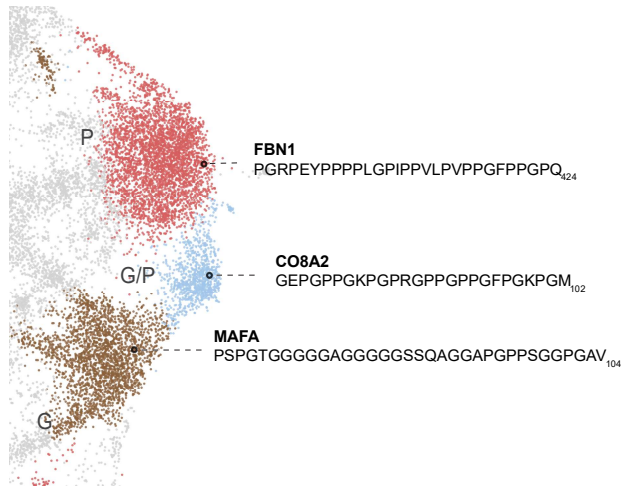 P
FBN1
PGRPEYPPPPLGPIPPVLPVPPGFPPGPQ424
G/P
CO8A2
GEPGPPGKPGPRGPPGPPGFPGKPGM102
MAFA
PSPGTGGGGGAGGGGGSSQAGGAPGPPSGGPGAV104
G